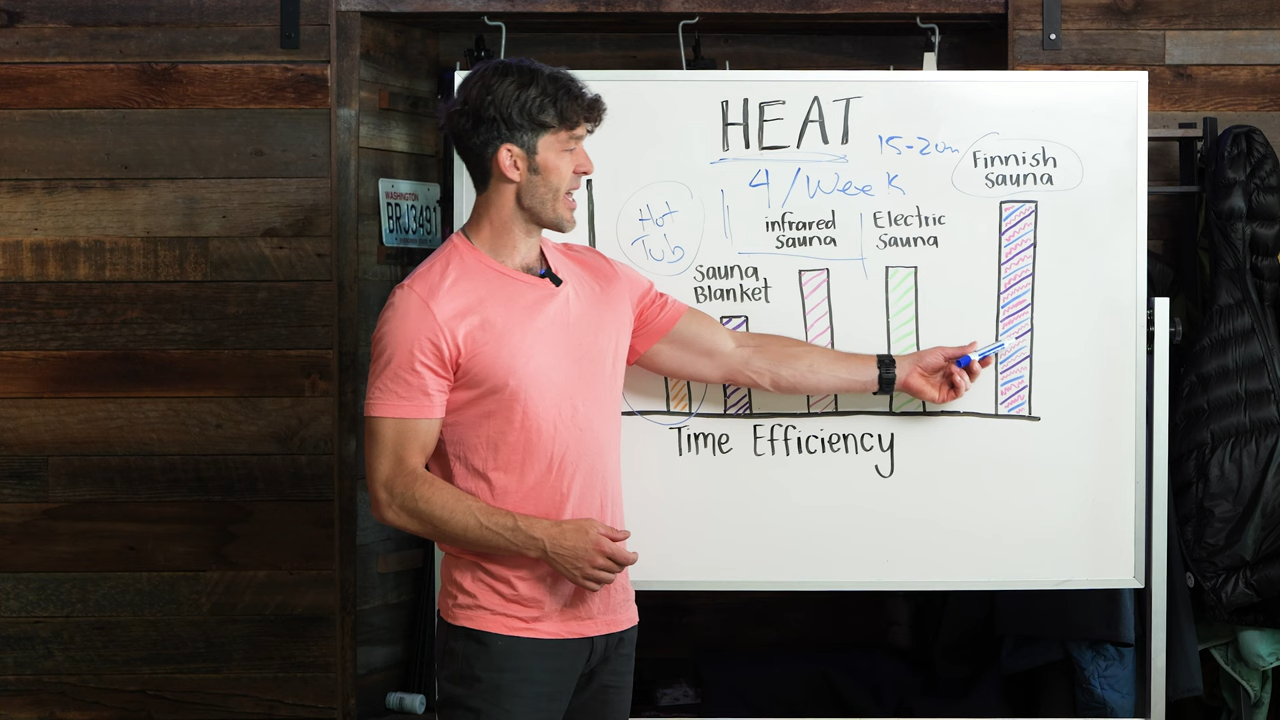 HEAT
15-20m
4/Week
Finnish
sauna
Hot
Tub
infrared
sauna
Electric
sauna
Sauna
Blanket
Time Efficiency
WASHINGTON
BRJ3491